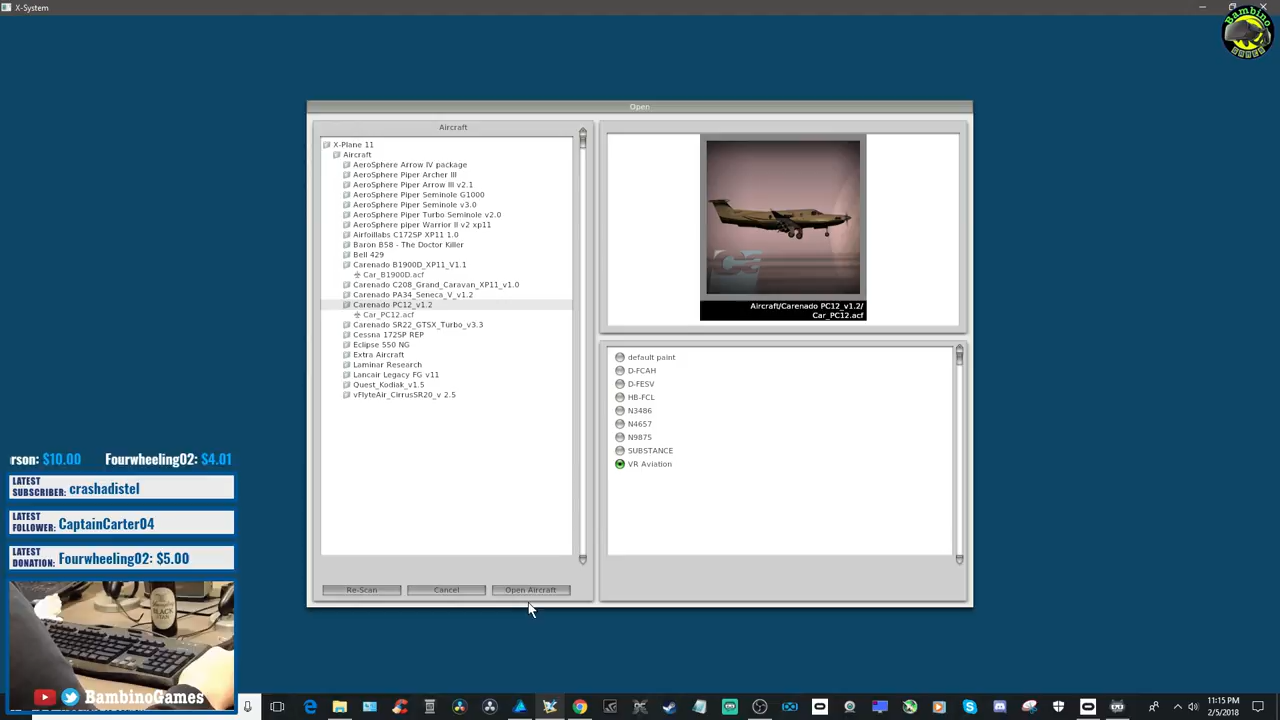 X-System
Bambino
GAMES
Open
Aircraft
X-Plane 11
Aircraft
AeroSphere Arrow IV package
AeroSphere Piper Archer III
AeroSphere Piper Arrow III v2.1
AeroSphere Piper Seminole G1000
AeroSphere Piper Seminole v3.0
AeroSphere Piper Turbo Seminole v2.0
AeroSphere piper Warrior II v2 xp11
Airfoillabs C172SP XP11 1.0
Baron B58 - The Doctor Killer
Bell 429
Carenado B1900D_XP11_V1.1
Car_B1900D.acf
Carenado C208_Grand_Caravan_XP11_v1.0
Carenado PA34_Seneca_V_v1.2
Carenado PC12_v1.2
Car_PC12.acf
Carenado SR22_GTSX_Turbo_v3.3
Cessna 172SP REP
Eclipse 550 NG
Extra Aircraft
Laminar Research
Lancair Legacy FG v11
Quest_Kodiak_v1.5
vFlyteAir_CirrusSR20_v 2.5
Re-Scan Cancel Open Aircraft
Aircraft/Carenado PC12_v1.2/
Car_PC12.acf
default paint
D-FCAH
D-FESV
HB-FCL
N3486
N4657
N9875
SUBSTANCE
VR Aviation
rson: $10.00 Fourwheeling02: $4.01
LATEST
SUBSCRIBER: crashadistel
LATEST
FOLLOWER: CaptainCarter04
LATEST
DONATION: Fourwheeling02: $5.00
BLACK
BambinoGames
11:15 PM
2/5/2018